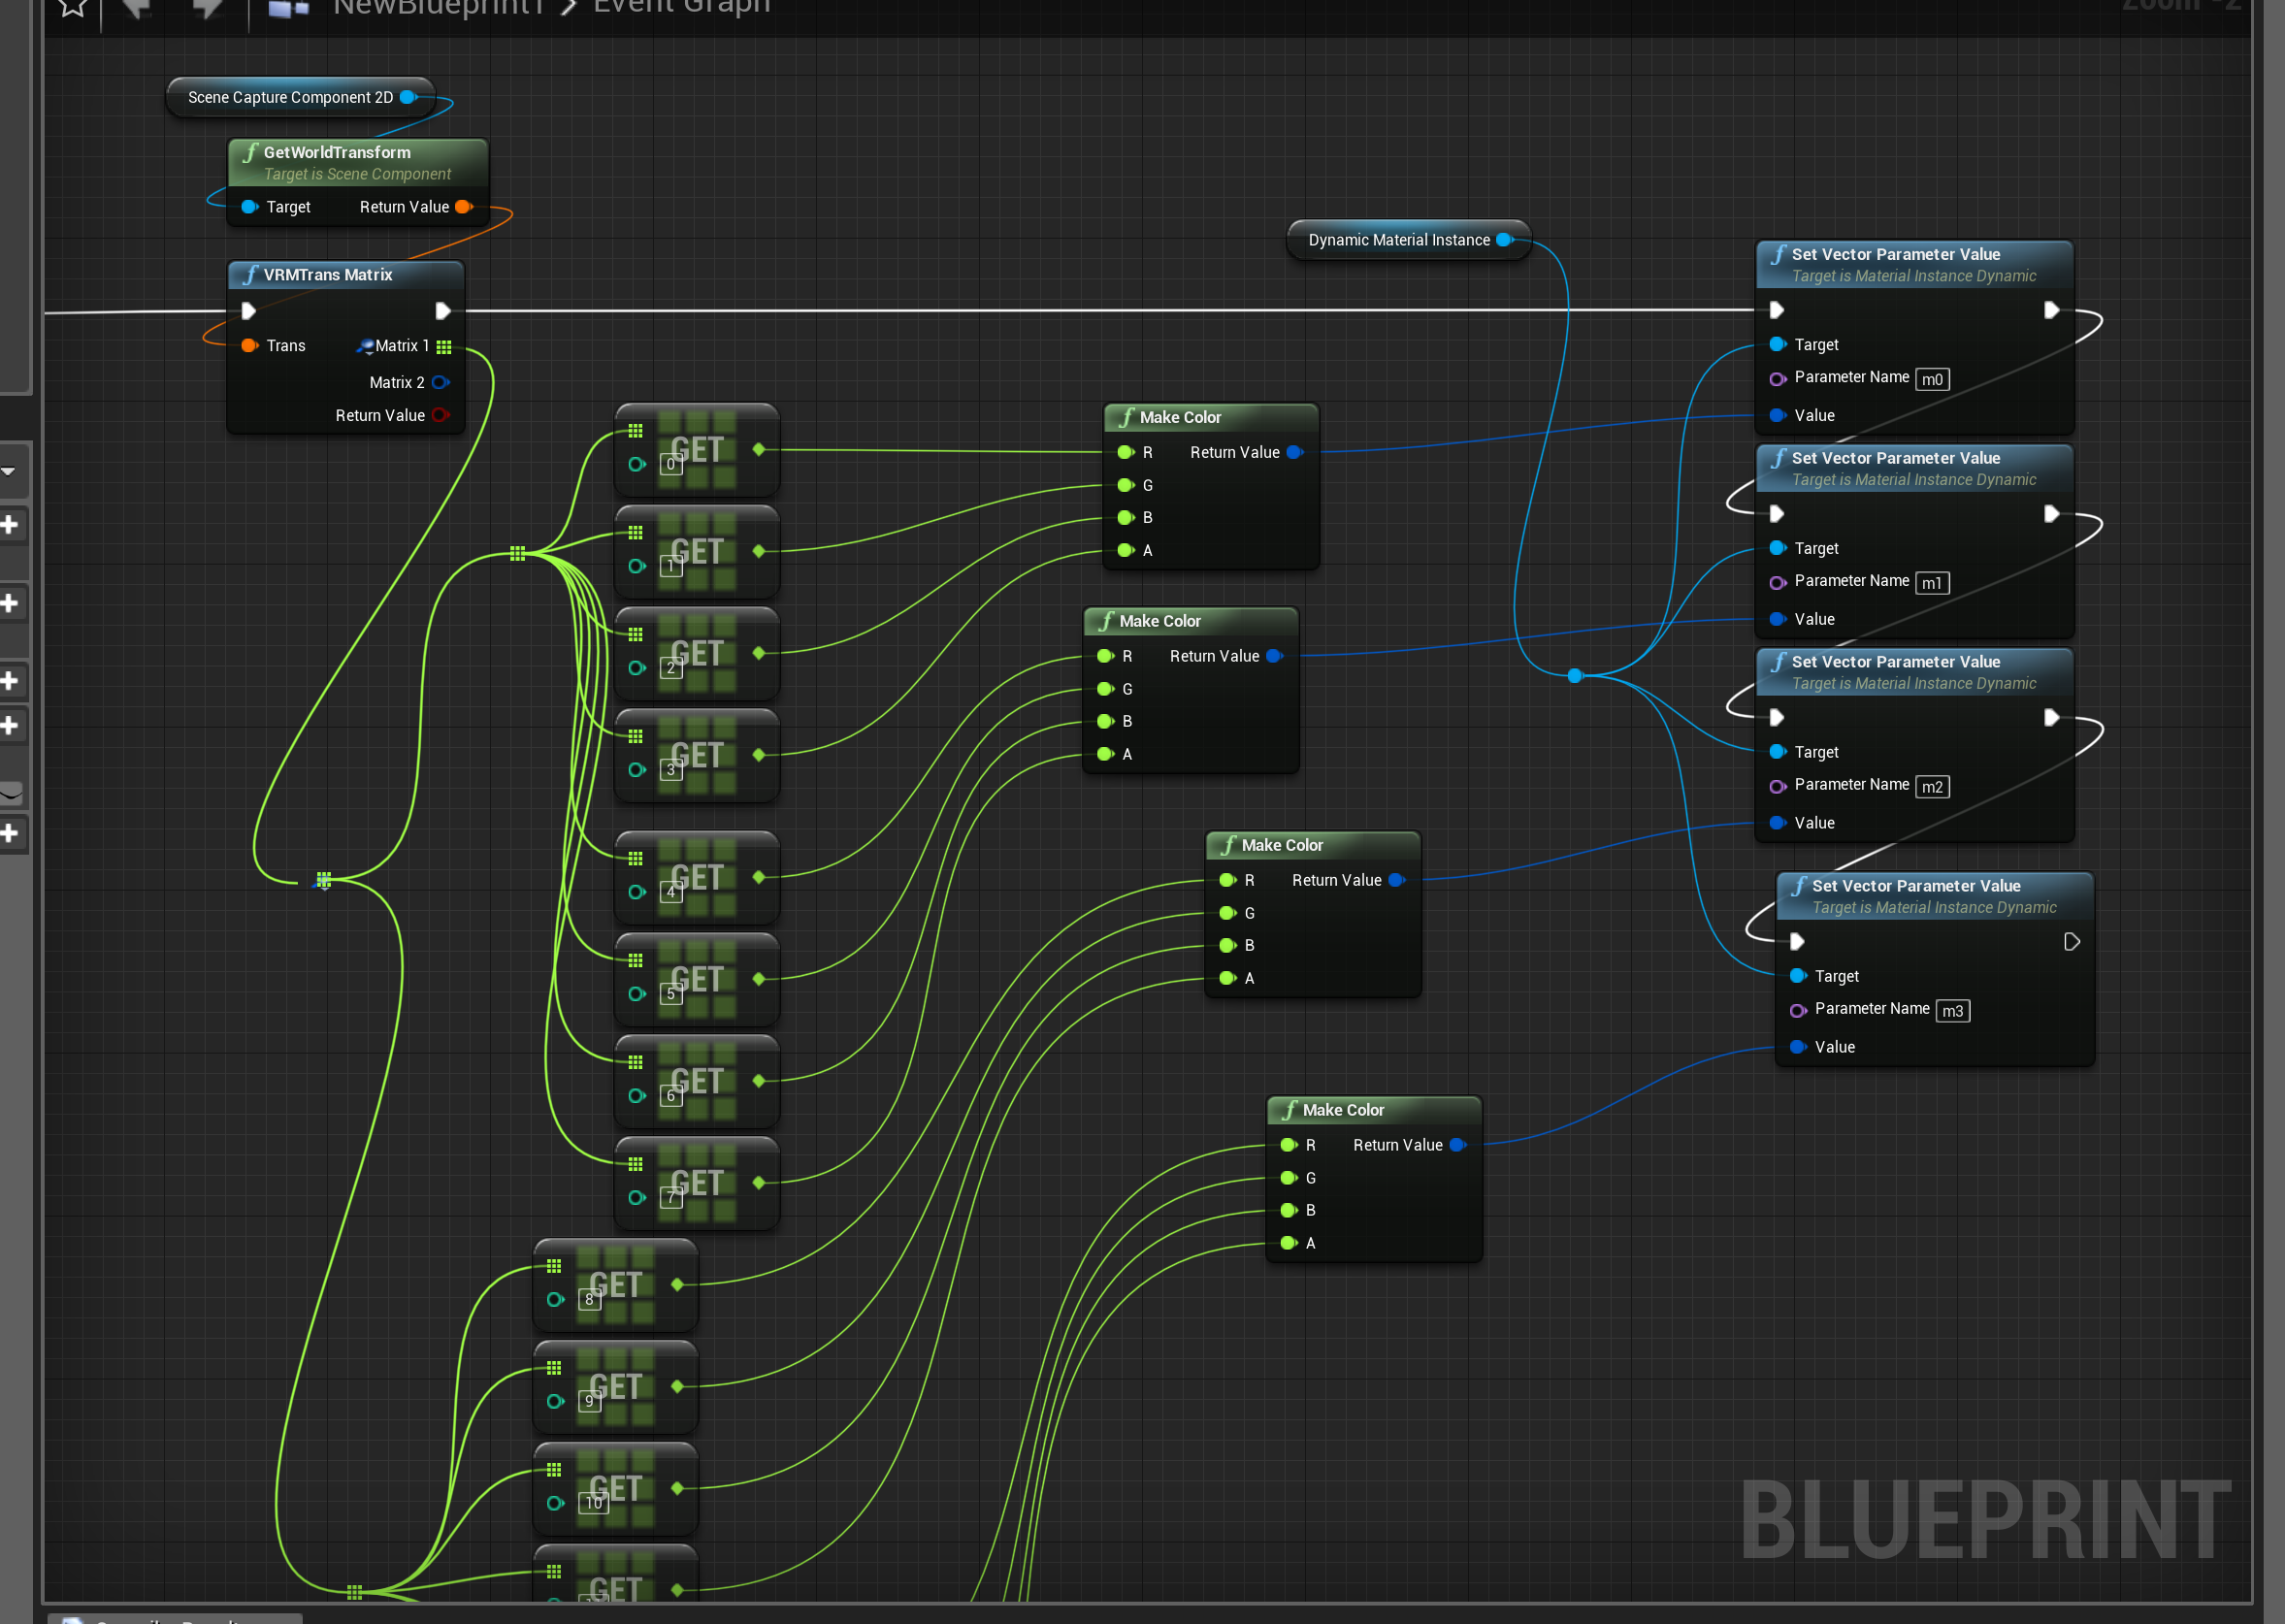 NewBlueprint1 > Event Graph
Zoom -2
Scene Capture Component 2D
GetWorldTransform
Target is Scene Component
Target Return Value
VRMTrans Matrix
Trans Matrix 1
Matrix 2
Return Value
Dynamic Material Instance
Set Vector Parameter Value
Target is Material Instance Dynamic
Target
Parameter Name m0
Value
Set Vector Parameter Value
Target is Material Instance Dynamic
Target
Parameter Name m1
Value
Set Vector Parameter Value
Target is Material Instance Dynamic
Target
Parameter Name m2
Value
Set Vector Parameter Value
Target is Material Instance Dynamic
Target
Parameter Name m3
Value
GET
0
GET
1
GET
2
GET
3
GET
4
GET
5
GET
6
GET
7
GET
8
GET
9
GET
10
GET
Make Color
R Return Value
G
B
A
Make Color
R Return Value
G
B
A
Make Color
R Return Value
G
B
A
Make Color
R Return Value
G
B
A
BLUEPRINT